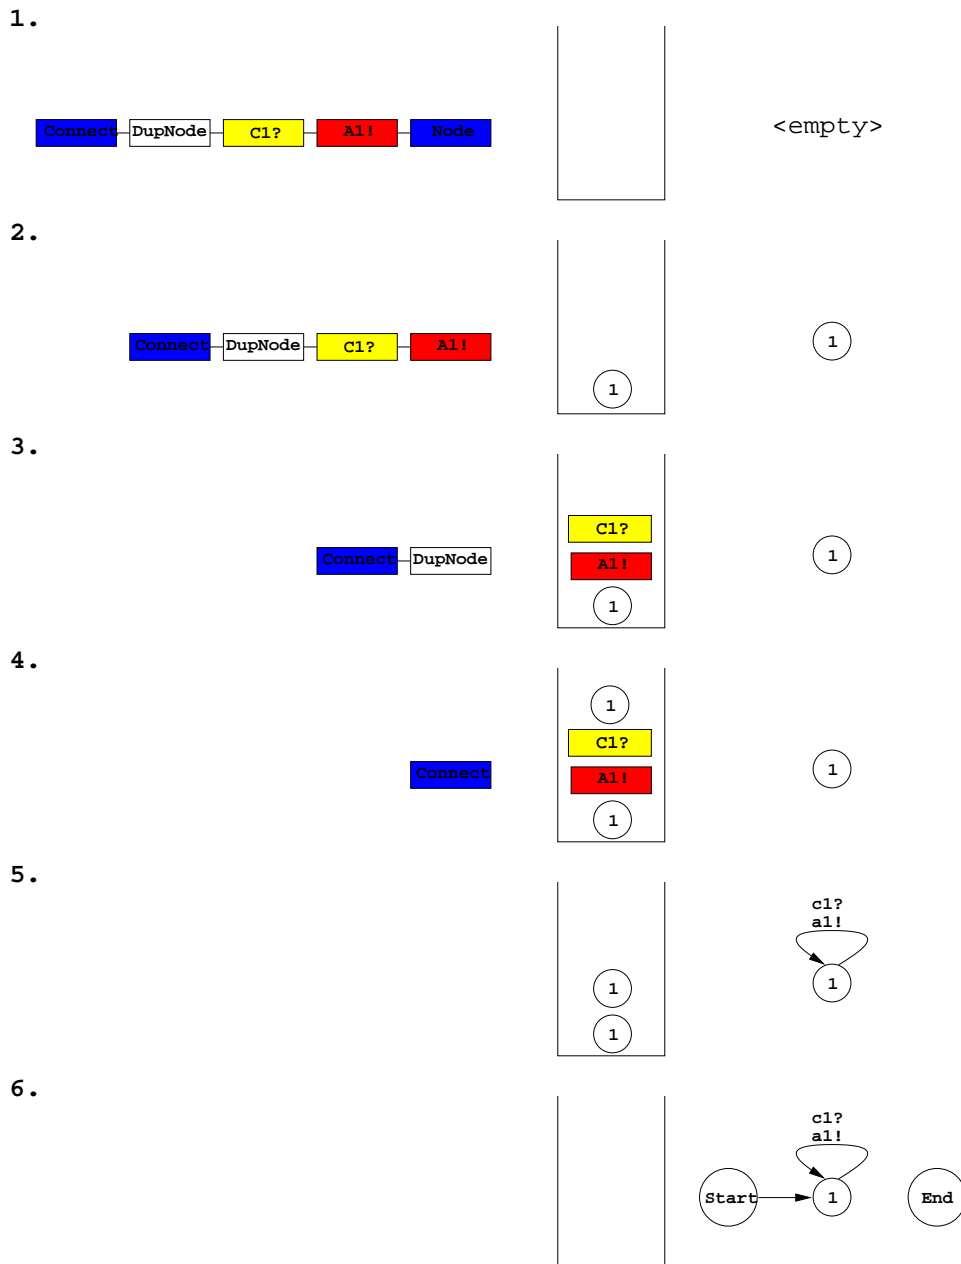 1.
Connect DupNode C1? A1! Node <empty>
2.
Connect DupNode C1? A1! 1
1
3.
C1?
Connect DupNode A1! 1
1
4.
1
C1?
Connect A1! 1
1
5.
c1?
a1!
1 1
1
6.
c1?
a1!
Start 1 End